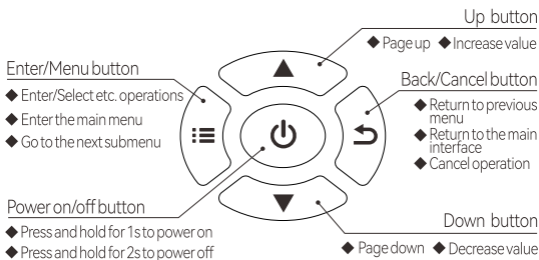 Up button
◆ Page up ◆ Increase value
Enter/Menu button
◆ Enter/Select etc. operations
◆ Enter the main menu
◆ Go to the next submenu
Back/Cancel button
◆ Return to previous
menu
◆ Return to the main
interface
◆ Cancel operation
Power on/off button
◆ Press and hold for 1s to power on
◆ Press and hold for 2s to power off
Down button
◆ Page down ◆ Decrease value